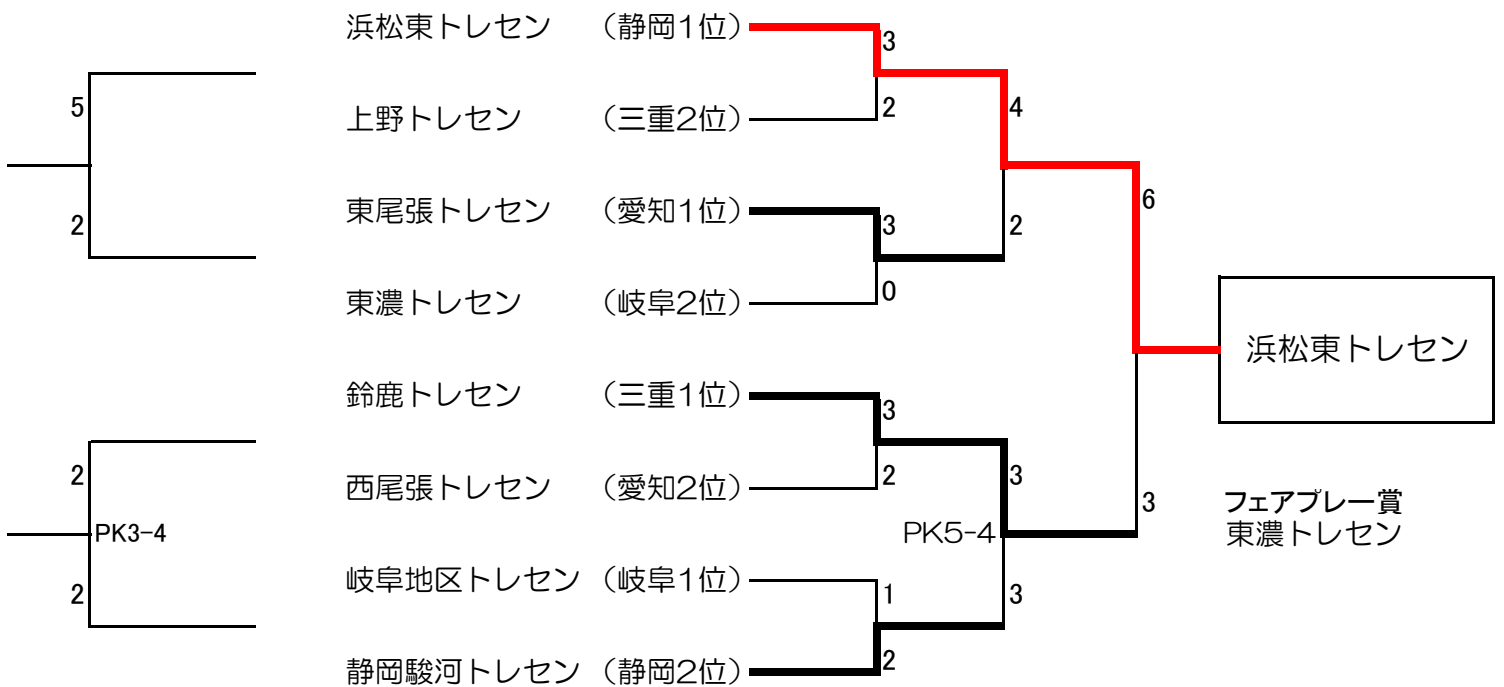 浜松東トレセン （静岡1位） 3
5 4
上野トレセン （三重2位） 2
東尾張トレセン （愛知1位） 3 6
2 2
東濃トレセン （岐阜2位） 0
浜松東トレセン
鈴鹿トレセン （三重1位） 3
2 3
西尾張トレセン （愛知2位） 2
3 フェアプレー賞
PK3-4 PK5-4 東濃トレセン
岐阜地区トレセン （岐阜1位） 1
2 3
静岡駿河トレセン （静岡2位） 2